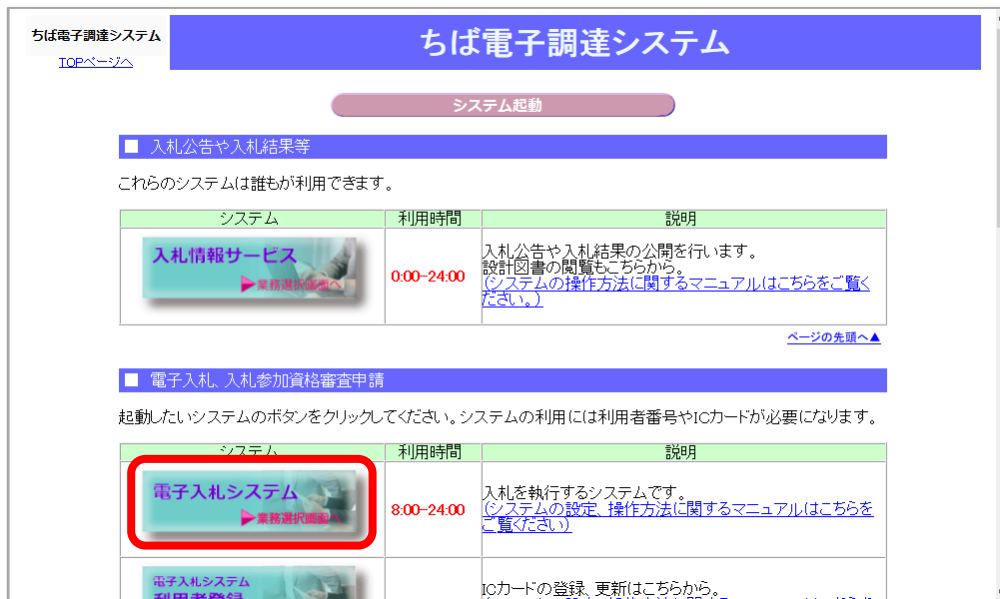 ちば電子調達システム
TOPページへ
ちば電子調達システム
システム起動
■ 入札公告や入札結果等
これらのシステムは誰もが利用できます。
システム 利用時間 説明
入札情報サービス
▶業務選択画面へ
0:00-24:00
入札公告や入札結果の公開を行います。
設計図書の閲覧もこちらから。
(システムの操作方法に関するマニュアルはこちらをご覧く
ださい。)
ページの先頭へ▲
■ 電子入札、入札参加資格審査申請
起動したいシステムのボタンをクリックしてください。システムの利用には利用者番号やICカードが必要になります。
システム 利用時間 説明
電子入札システム
▶業務選択画面へ
8:00-24:00
入札を執行するシステムです。
(システムの設定、操作方法に関するマニュアルはこちらを
ご覧ください)
電子入札システム
利用者登録
ICカードの登録、更新はこちらから。